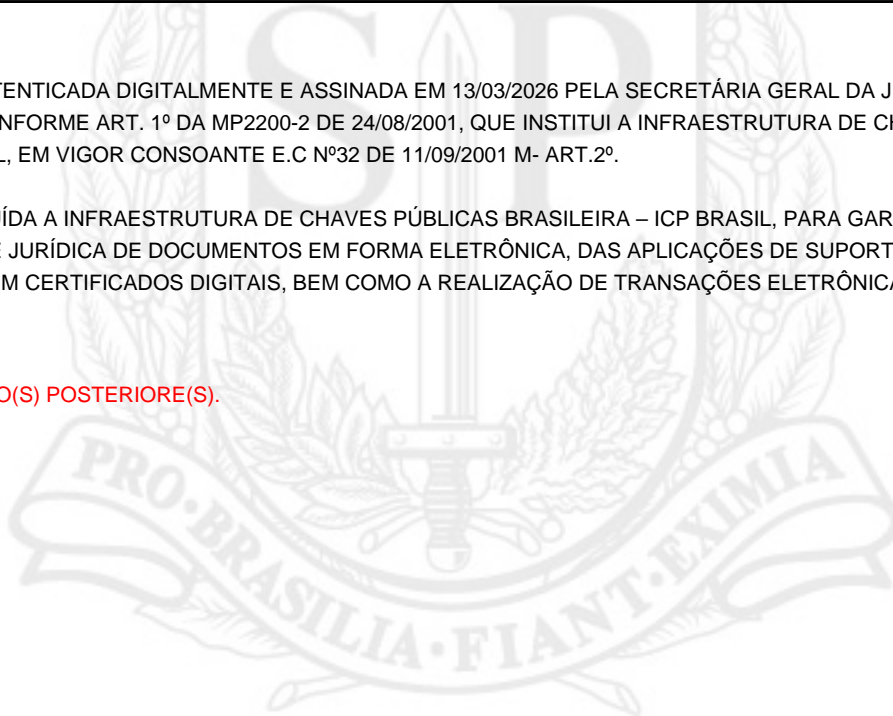 TENTICADA DIGITALMENTE E ASSINADA EM 13/03/2026 PELA SECRETÁRIA GERAL DA J
NFORME ART. 1º DA MP2200-2 DE 24/08/2001, QUE INSTITUI A INFRAESTRUTURA DE CH
L, EM VIGOR CONSOANTE E.C Nº32 DE 11/09/2001 M- ART.2º.
UÍDA A INFRAESTRUTURA DE CHAVES PÚBLICAS BRASILEIRA – ICP BRASIL, PARA GAR
E JURÍDICA DE DOCUMENTOS EM FORMA ELETRÔNICA, DAS APLICAÇÕES DE SUPORT
M CERTIFICADOS DIGITAIS, BEM COMO A REALIZAÇÃO DE TRANSAÇÕES ELETRÔNICA
O(S) POSTERIORE(S).
SP
PRO·BRASILIA·FIANT·EXIMIA